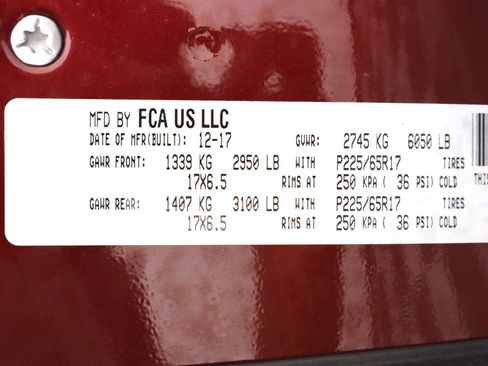 MFD BY FCA US LLC
DATE OF MFR(BUILT): 12-17 GVWR: 2745 KG 6050 LB
GAWR FRONT: 1339 KG 2950 LB WITH P225/65R17 TIRES
17X6.5 RIMS AT 250 KPA ( 36 PSI) COLD
GAWR REAR: 1407 KG 3100 LB WITH P225/65R17 TIRES
17X6.5 RIMS AT 250 KPA ( 36 PSI) COLD